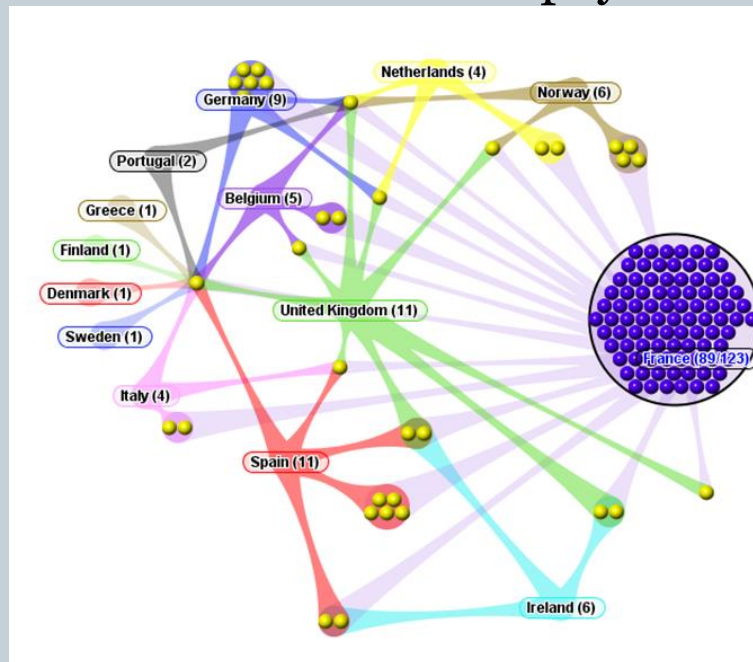 Netherlands (4)
Germany (9)
Norway (6)
Portugal (2)
Belgium (5)
Greece (1)
Finland (1)
Denmark (1)
United Kingdom (11)
Sweden (1)
France (89/123)
Italy (4)
Spain (11)
Ireland (6)